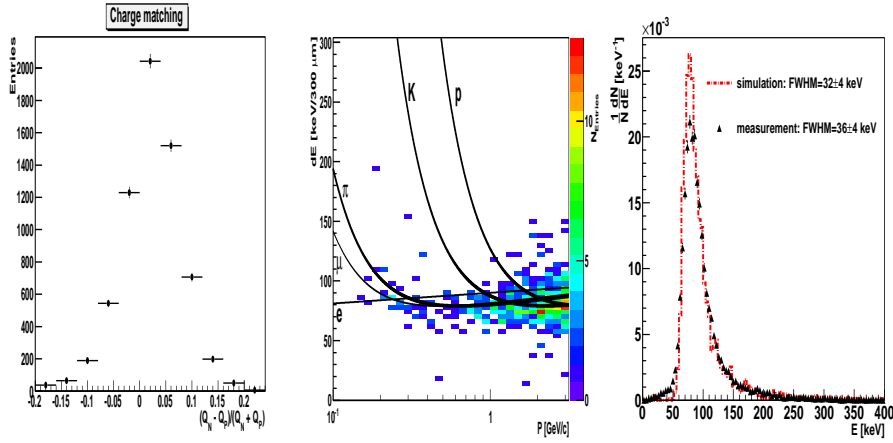 Charge matching
Entries
2000
1800
1600
1400
1200
1000
800
600
400
200
0
-0.2 -0.15 -0.1 -0.05 0 0.05 0.1 0.15 0.2
(Q_N - Q_P)/(Q_N + Q_P)
dE [keV/300 μm]
300
250
200
150
100
50
0
K
p
π
μ
e
10^-1 1
P [GeV/c]
10
5
0
N_Entries
×10^-3
1/N dN/dE [keV^-1]
25
20
15
10
5
0
simulation: FWHM=32±4 keV
measurement: FWHM=36±4 keV
0 50 100 150 200 250 300 350 400
E [keV]